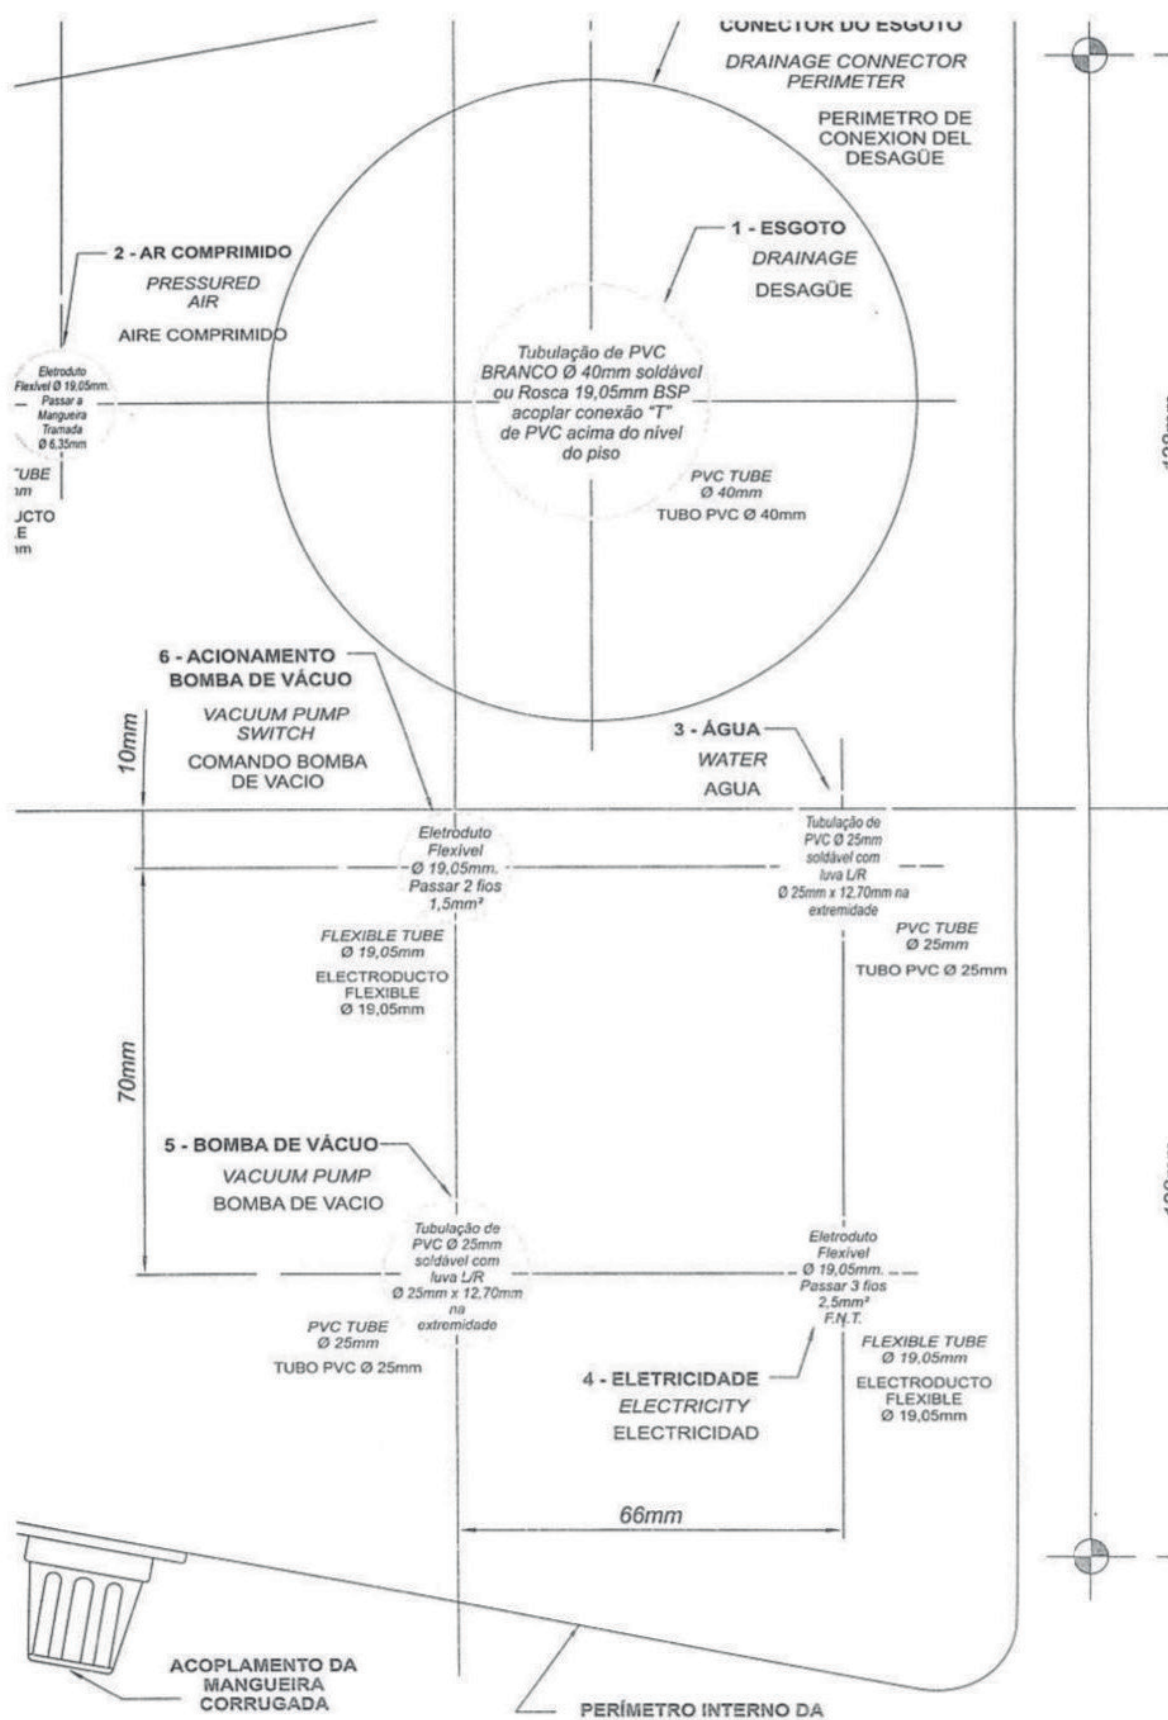 CONECTOR DO ESGOTO
DRAINAGE CONNECTOR
PERIMETER
PERIMETRO DE
CONEXION DEL
DESAGÜE
1 - ESGOTO
DRAINAGE
DESAGÜE
2 - AR COMPRIMIDO
PRESSURED
AIR
AIRE COMPRIMIDO
Eletroduto
Flexível Ø 19,05mm.
Passar a
Mangueira
Tramada
Ø 6,35mm
Tubulação de PVC
BRANCO Ø 40mm soldável
ou Rosca 19,05mm BSP
acoplar conexão "T"
de PVC acima do nível
do piso
PVC TUBE
Ø 40mm
TUBO PVC Ø 40mm
6 - ACIONAMENTO
BOMBA DE VÁCUO
VACUUM PUMP
SWITCH
COMANDO BOMBA
DE VACIO
10mm
3 - ÁGUA
WATER
AGUA
Eletroduto
Flexível
Ø 19,05mm.
Passar 2 fios
1,5mm²
FLEXIBLE TUBE
Ø 19,05mm
ELECTRODUCTO
FLEXIBLE
Ø 19,05mm
Tubulação de
PVC Ø 25mm
soldável com
luva L/R
Ø 25mm x 12,70mm na
extremidade
PVC TUBE
Ø 25mm
TUBO PVC Ø 25mm
70mm
5 - BOMBA DE VÁCUO
VACUUM PUMP
BOMBA DE VACIO
Tubulação de
PVC Ø 25mm
soldável com
luva L/R
Ø 25mm x 12,70mm
na
extremidade
PVC TUBE
Ø 25mm
TUBO PVC Ø 25mm
Eletroduto
Flexível
Ø 19,05mm.
Passar 3 fios
2,5mm²
F.N.T.
4 - ELETRICIDADE
ELECTRICITY
ELECTRICIDAD
FLEXIBLE TUBE
Ø 19,05mm
ELECTRODUCTO
FLEXIBLE
Ø 19,05mm
66mm
ACOPLAMENTO DA
MANGUEIRA
CORRUGADA
PERÍMETRO INTERNO DA